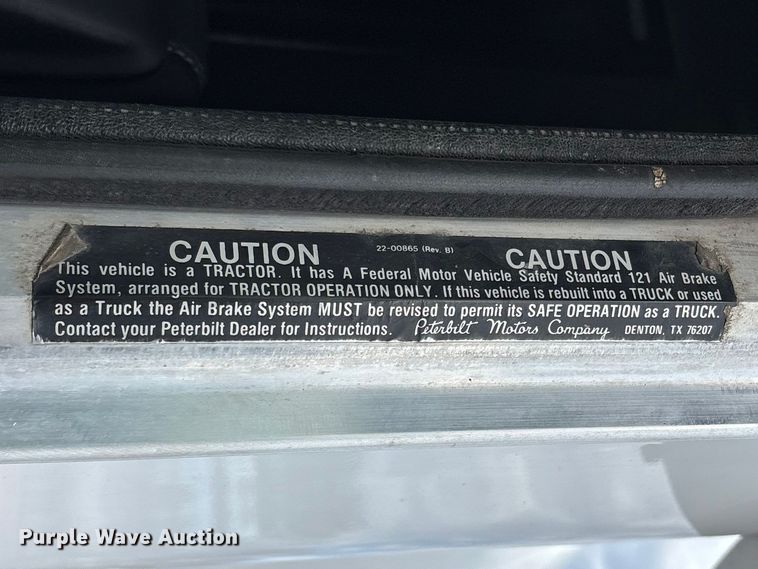 CAUTION 22-00865 (Rev. B) CAUTION
This vehicle is a TRACTOR. It has A Federal Motor Vehicle Safety Standard 121 Air Brake
System, arranged for TRACTOR OPERATION ONLY. If this vehicle is rebuilt into a TRUCK or used
as a Truck the Air Brake System MUST be revised to permit its SAFE OPERATION as a TRUCK.
Contact your Peterbilt Dealer for Instructions. Peterbilt Motors Company DENTON, TX 76207
Purple Wave Auction